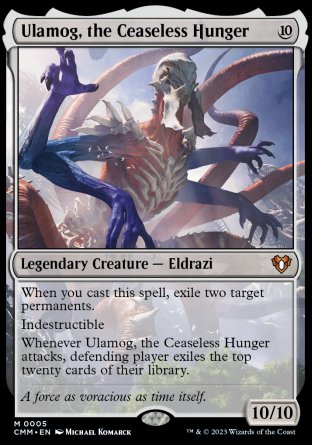 Ulamog, the Ceaseless Hunger 10
Legendary Creature — Eldrazi
When you cast this spell, exile two target
permanents.
Indestructible
Whenever Ulamog, the Ceaseless Hunger
attacks, defending player exiles the top
twenty cards of their library.
A force as voracious as time itself.
10/10
M 0005
CMM • EN Michael Komarck
™ & © 2023 Wizards of the Coast